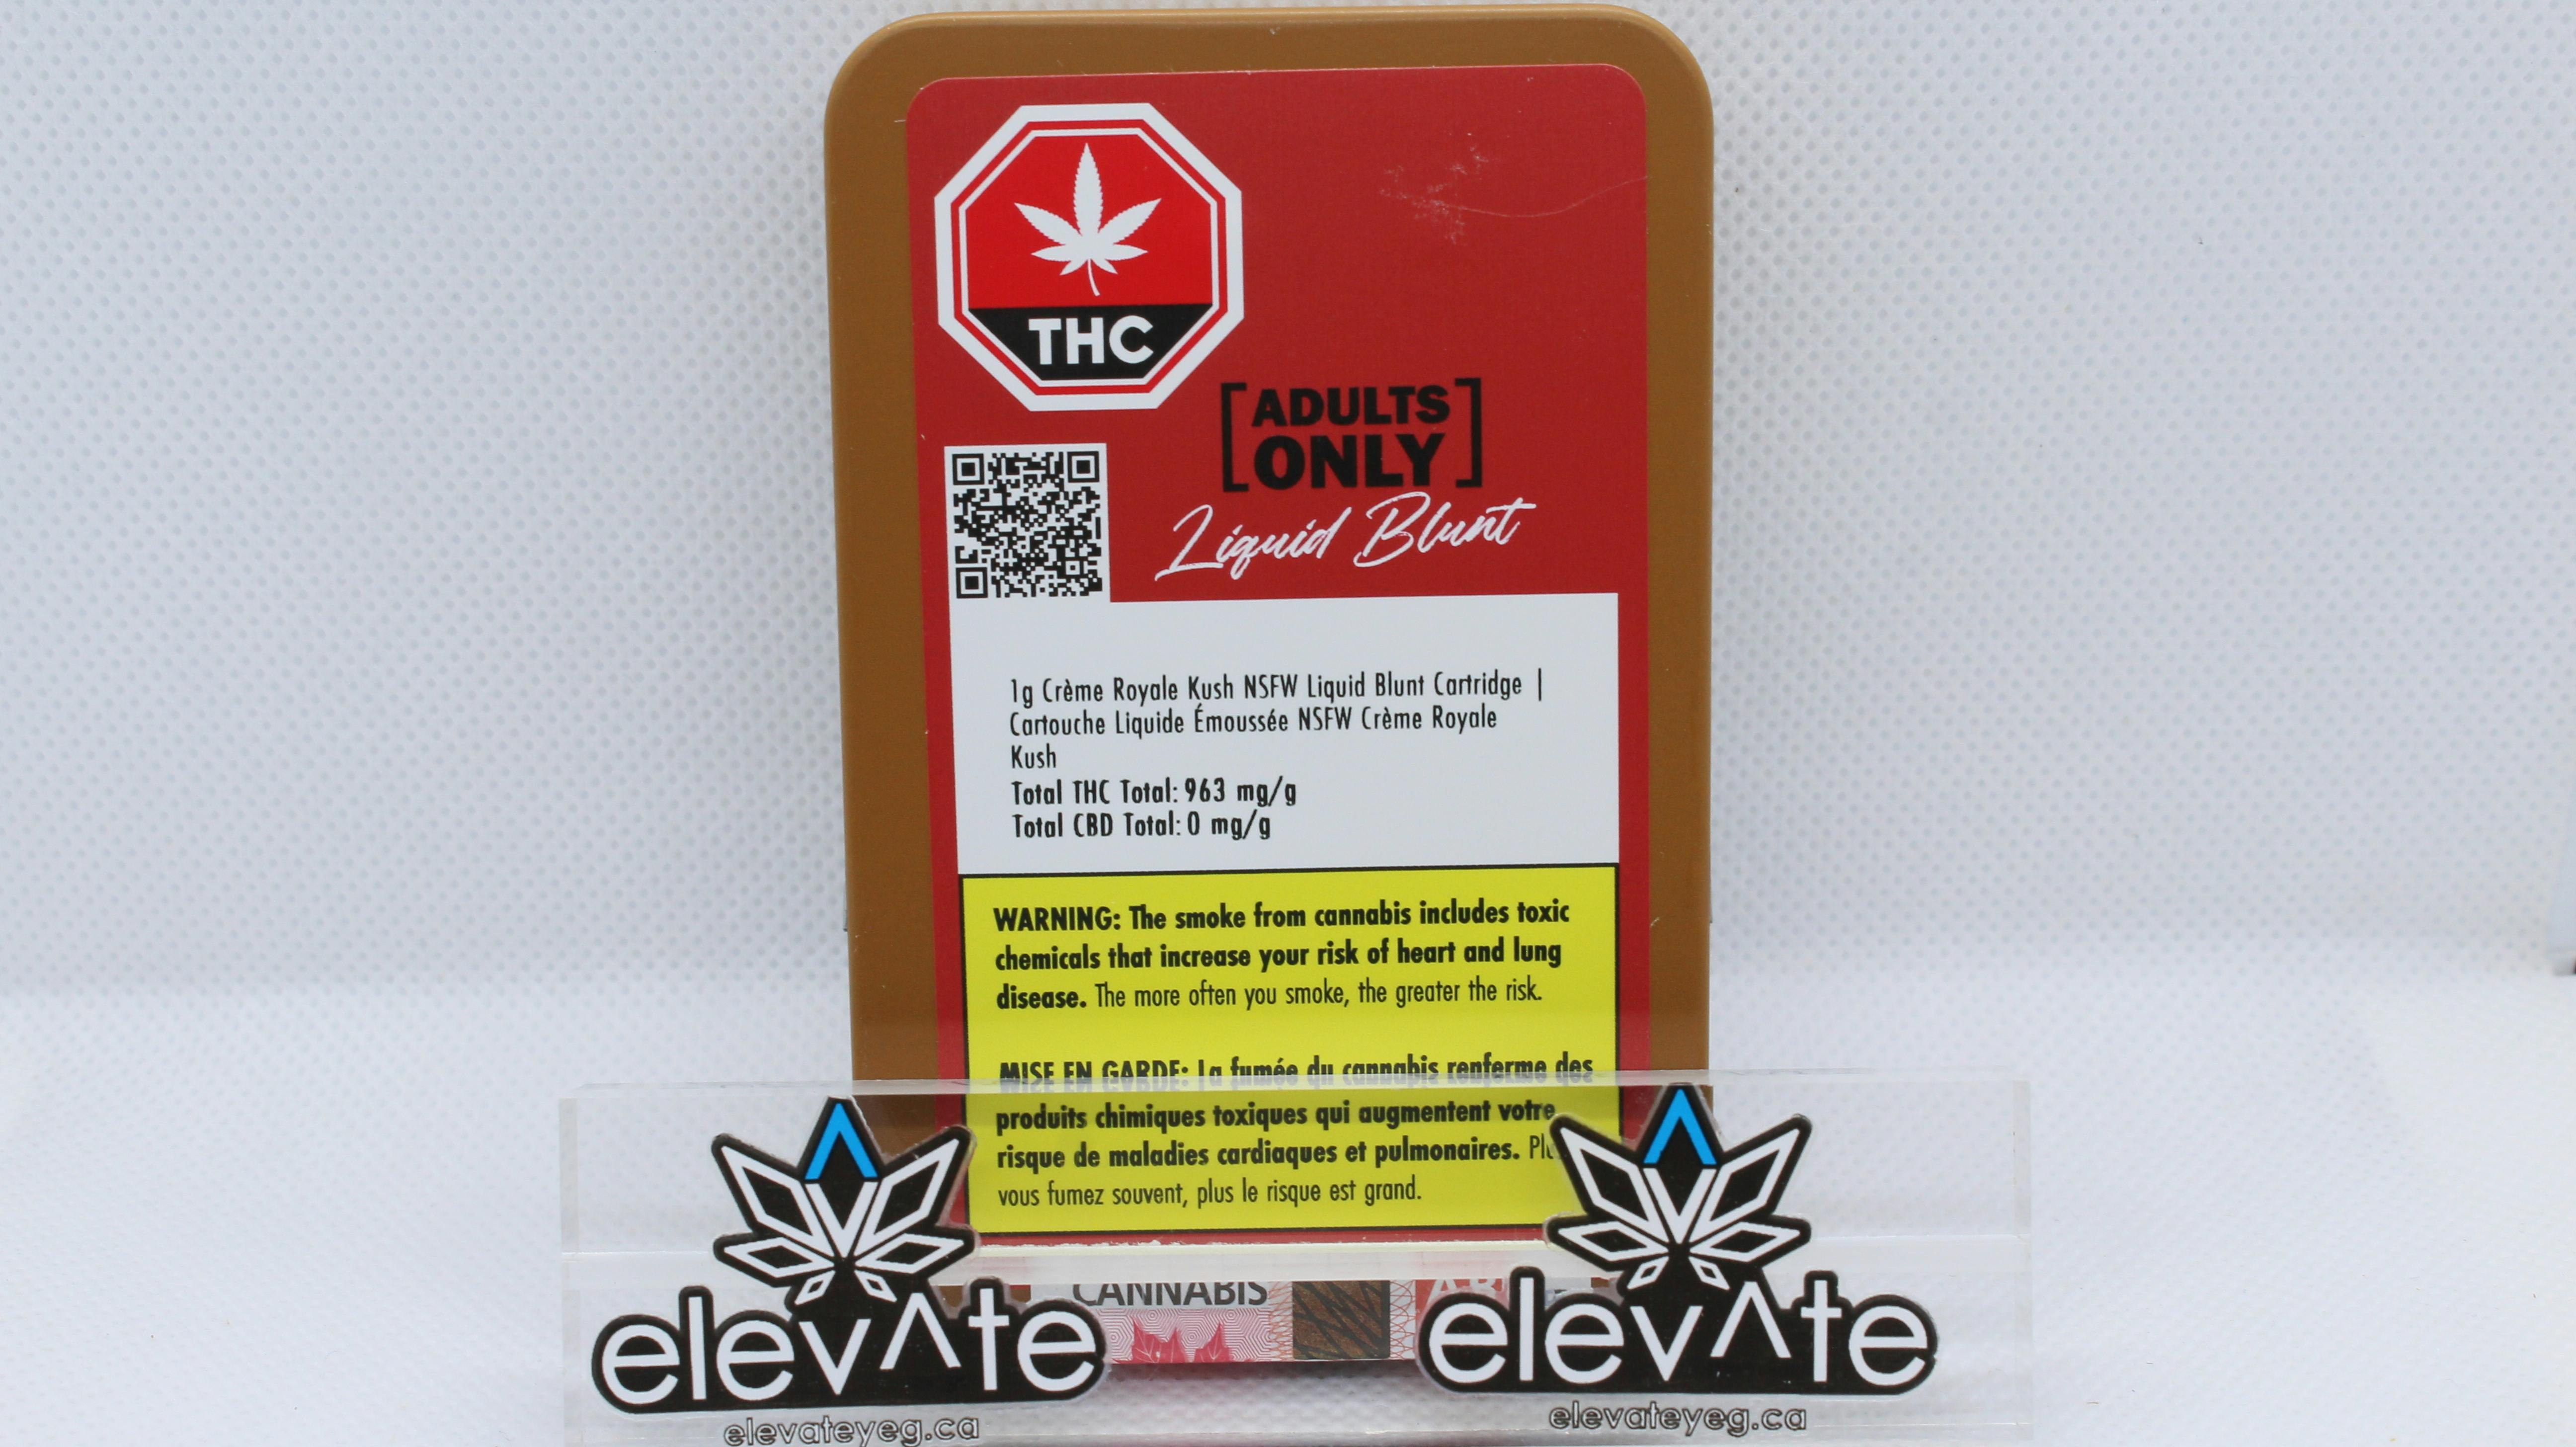 THC
[ADULTS
ONLY]
Liquid Blunt
1g Crème Royale Kush NSFW Liquid Blunt Cartridge |
Cartouche Liquide Émoussée NSFW Crème Royale
Kush
Total THC Total: 963 mg/g
Total CBD Total: 0 mg/g
WARNING: The smoke from cannabis includes toxic
chemicals that increase your risk of heart and lung
disease. The more often you smoke, the greater the risk.
MISE EN GARDE: La fumée du cannabis renferme des
produits chimiques toxiques qui augmentent votre
risque de maladies cardiaques et pulmonaires.
vous fumez souvent, plus le risque est grand.
CANNABIS
elev^te
elevateyeg.ca
elev^te
elevateyeg.ca